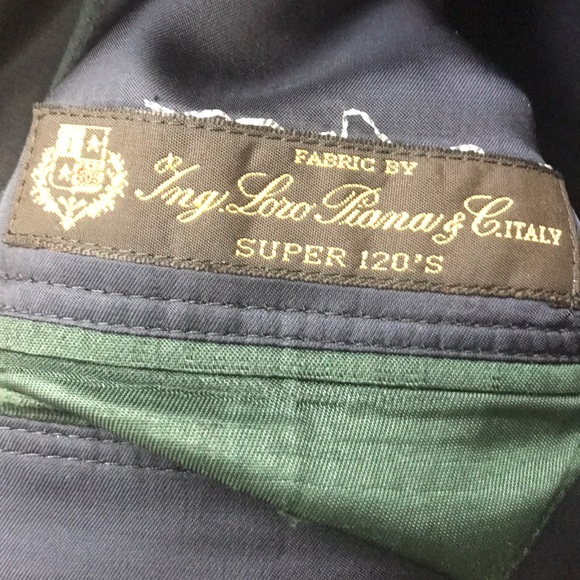 FABRIC BY
Ing. Loro Piana & C. ITALY
SUPER 120'S